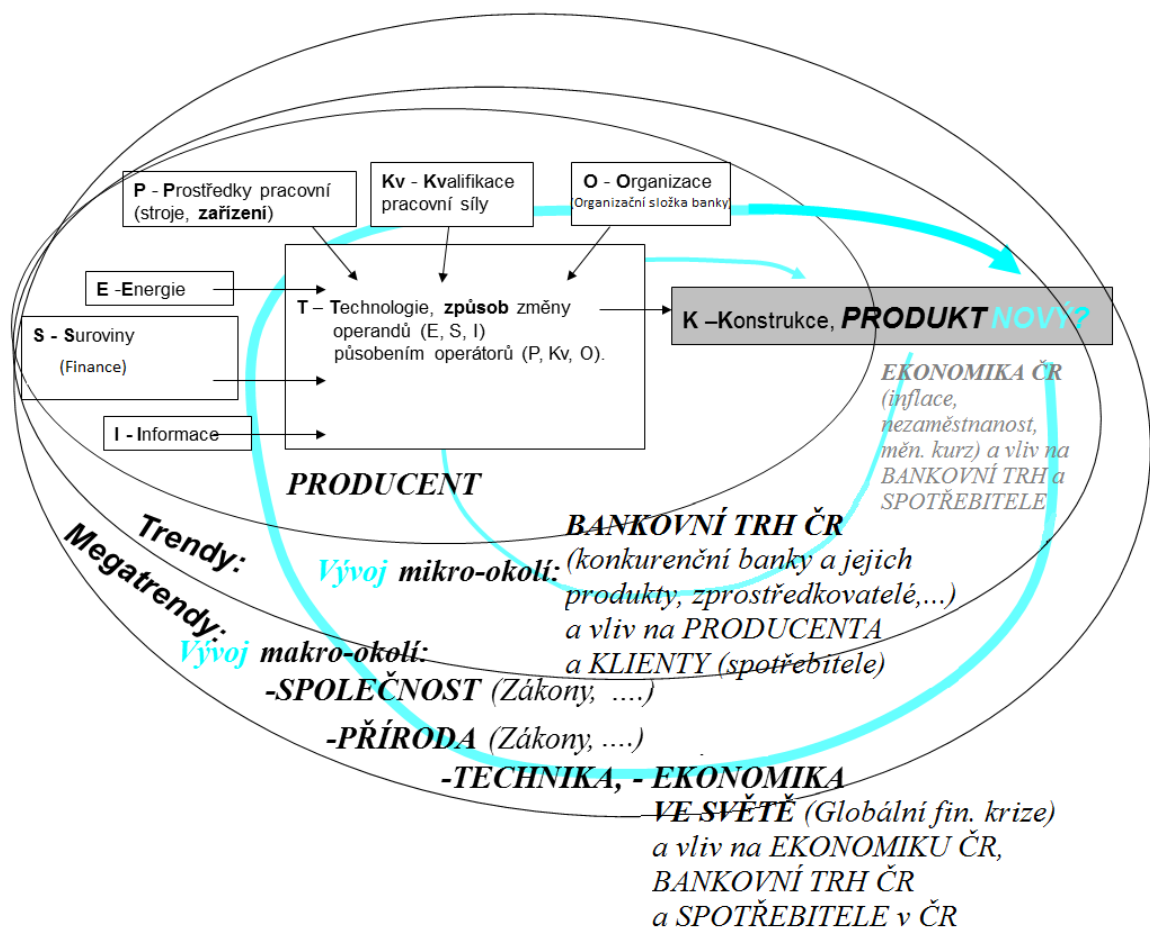 P - Prostředky pracovní
(stroje, zařízení)
Kv - Kvalifikace
pracovní síly
O - Organizace
(Organizační složka banky)
E -Energie
S - Suroviny
(Finance)
I - Informace
T – Technologie, způsob změny
operandů (E, S, I)
působením operátorů (P, Kv, O).
K –Konstrukce, PRODUKT NOVÝ?
EKONOMIKA ČR
(inflace,
nezaměstnanost,
měn. kurz) a vliv na
BANKOVNÍ TRH a
SPOTŘEBITELE
PRODUCENT
Trendy:
Vývoj mikro-okolí:
BANKOVNÍ TRH ČR
(konkurenční banky a jejich
produkty, zprostředkovatelé,...)
a vliv na PRODUCENTA
a KLIENTY (spotřebitele)
Megatrendy:
Vývoj makro-okolí:
-SPOLEČNOST (Zákony, ….)
-PŘÍRODA (Zákony, ….)
-TECHNIKA, - EKONOMIKA
VE SVĚTĚ (Globální fin. krize)
a vliv na EKONOMIKU ČR,
BANKOVNÍ TRH ČR
a SPOTŘEBITELE v ČR